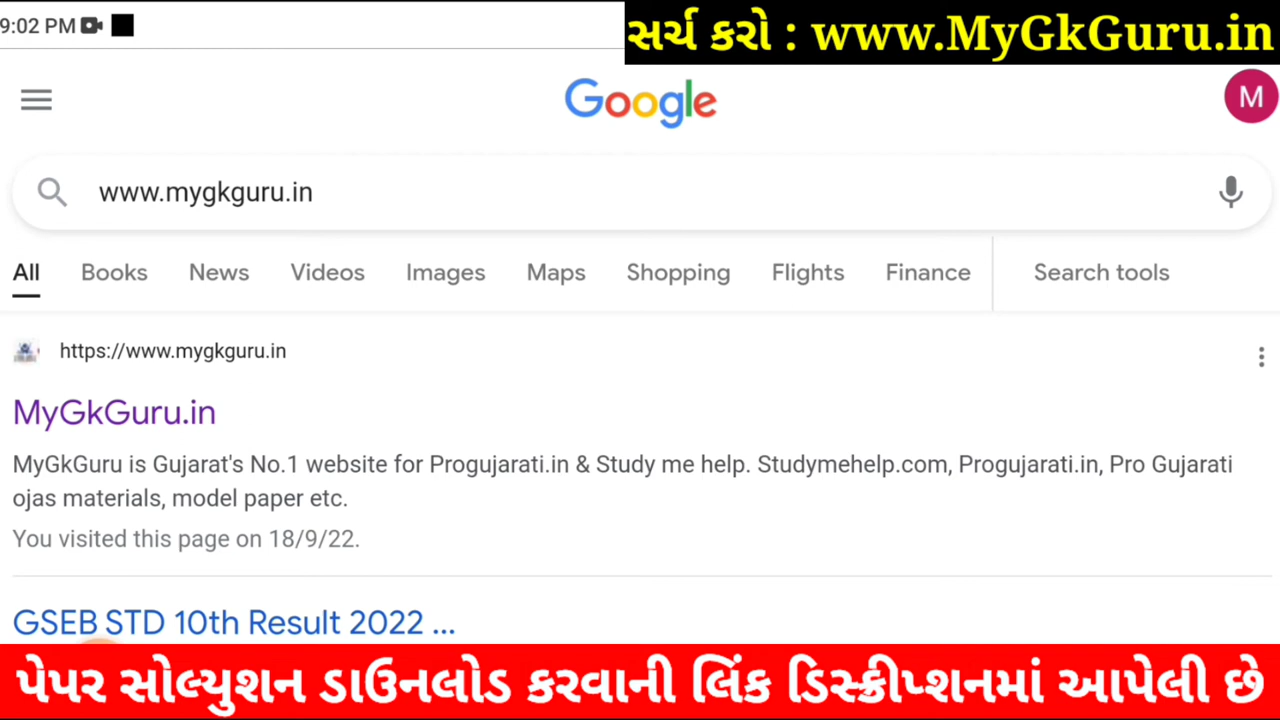 9:02 PM
સર્ચ કરો : www.MyGkGuru.in
Google
M
www.mygkguru.in
All Books News Videos Images Maps Shopping Flights Finance Search tools
https://www.mygkguru.in
MyGkGuru.in
MyGkGuru is Gujarat's No.1 website for Progujarati.in & Study me help. Studymehelp.com, Progujarati.in, Pro Gujarati
ojas materials, model paper etc.
You visited this page on 18/9/22.
GSEB STD 10th Result 2022 ...
પેપર સોલ્યુશન ડાઉનલોડ કરવાની લિંક ડિસ્ક્રીપ્શનમાં આપેલી છે